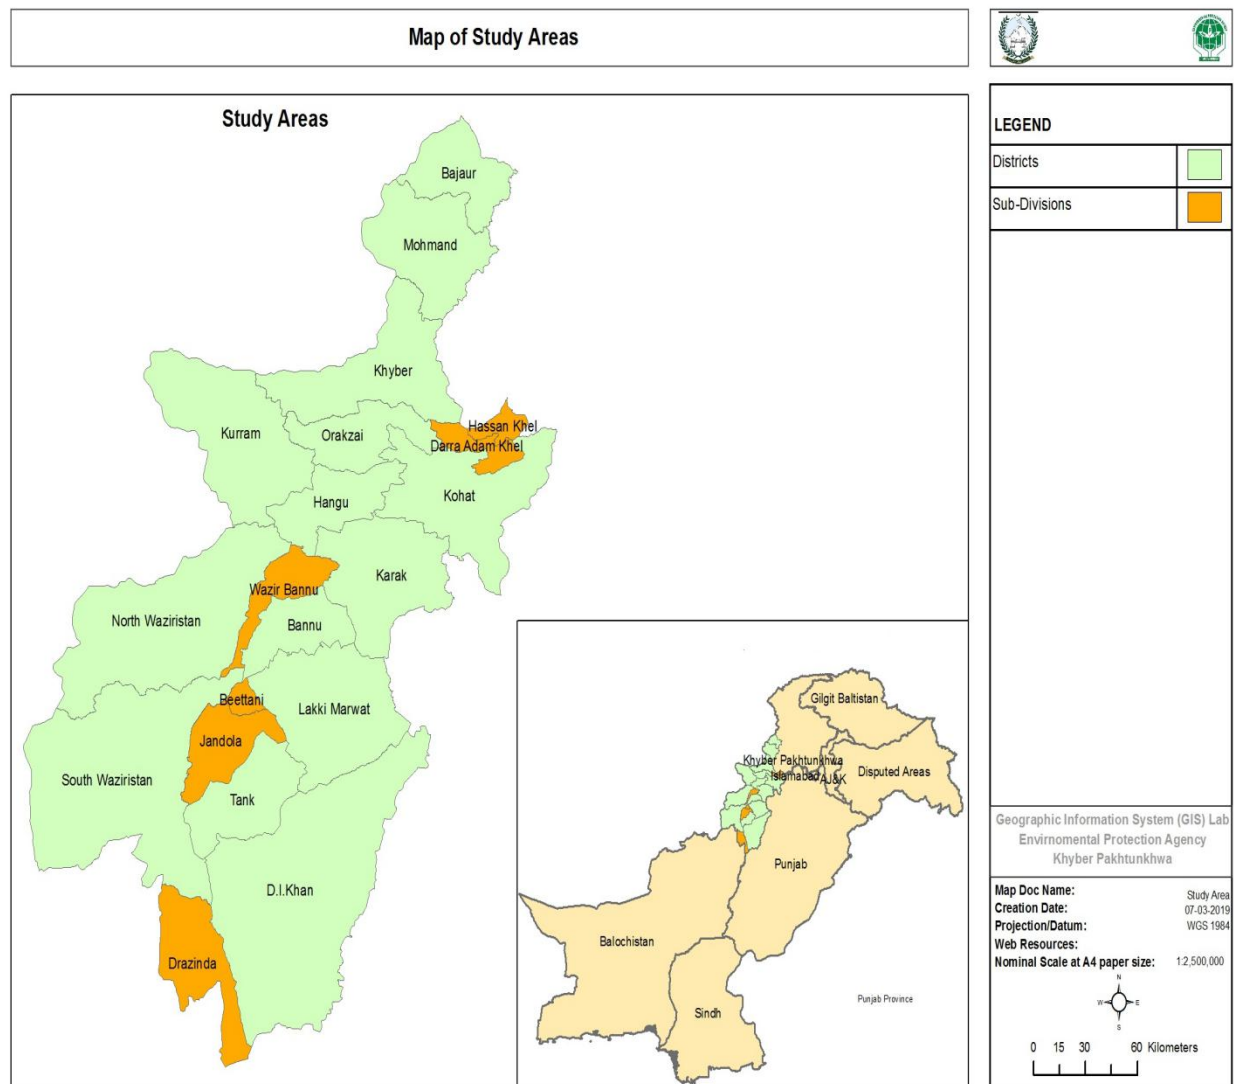 Map of Study Areas
Study Areas
Bajaur
Mohmand
Khyber
Kurram
Orakzai
Hassan Khel
Darra Adam Khel
Kohat
Hangu
Wazir Bannu
Karak
North Waziristan
Bannu
Beettani
Lakki Marwat
Jandola
South Waziristan
Tank
D.I.Khan
Drazinda
Gilgit Baltistan
Khyber Pakhtunkhwa
Islamabad
AJ&K
Disputed Areas
Punjab
Balochistan
Sindh
Punjab Province
LEGEND
Districts
Sub-Divisions
Geographic Information System (GIS) Lab
Envirnomental Protection Agency
Khyber Pakhtunkhwa
Map Doc Name: Study Area
Creation Date: 07-03-2019
Projection/Datum: WGS 1984
Web Resources:
Nominal Scale at A4 paper size: 1:2,500,000
N
W E
S
0 15 30 60 Kilometers